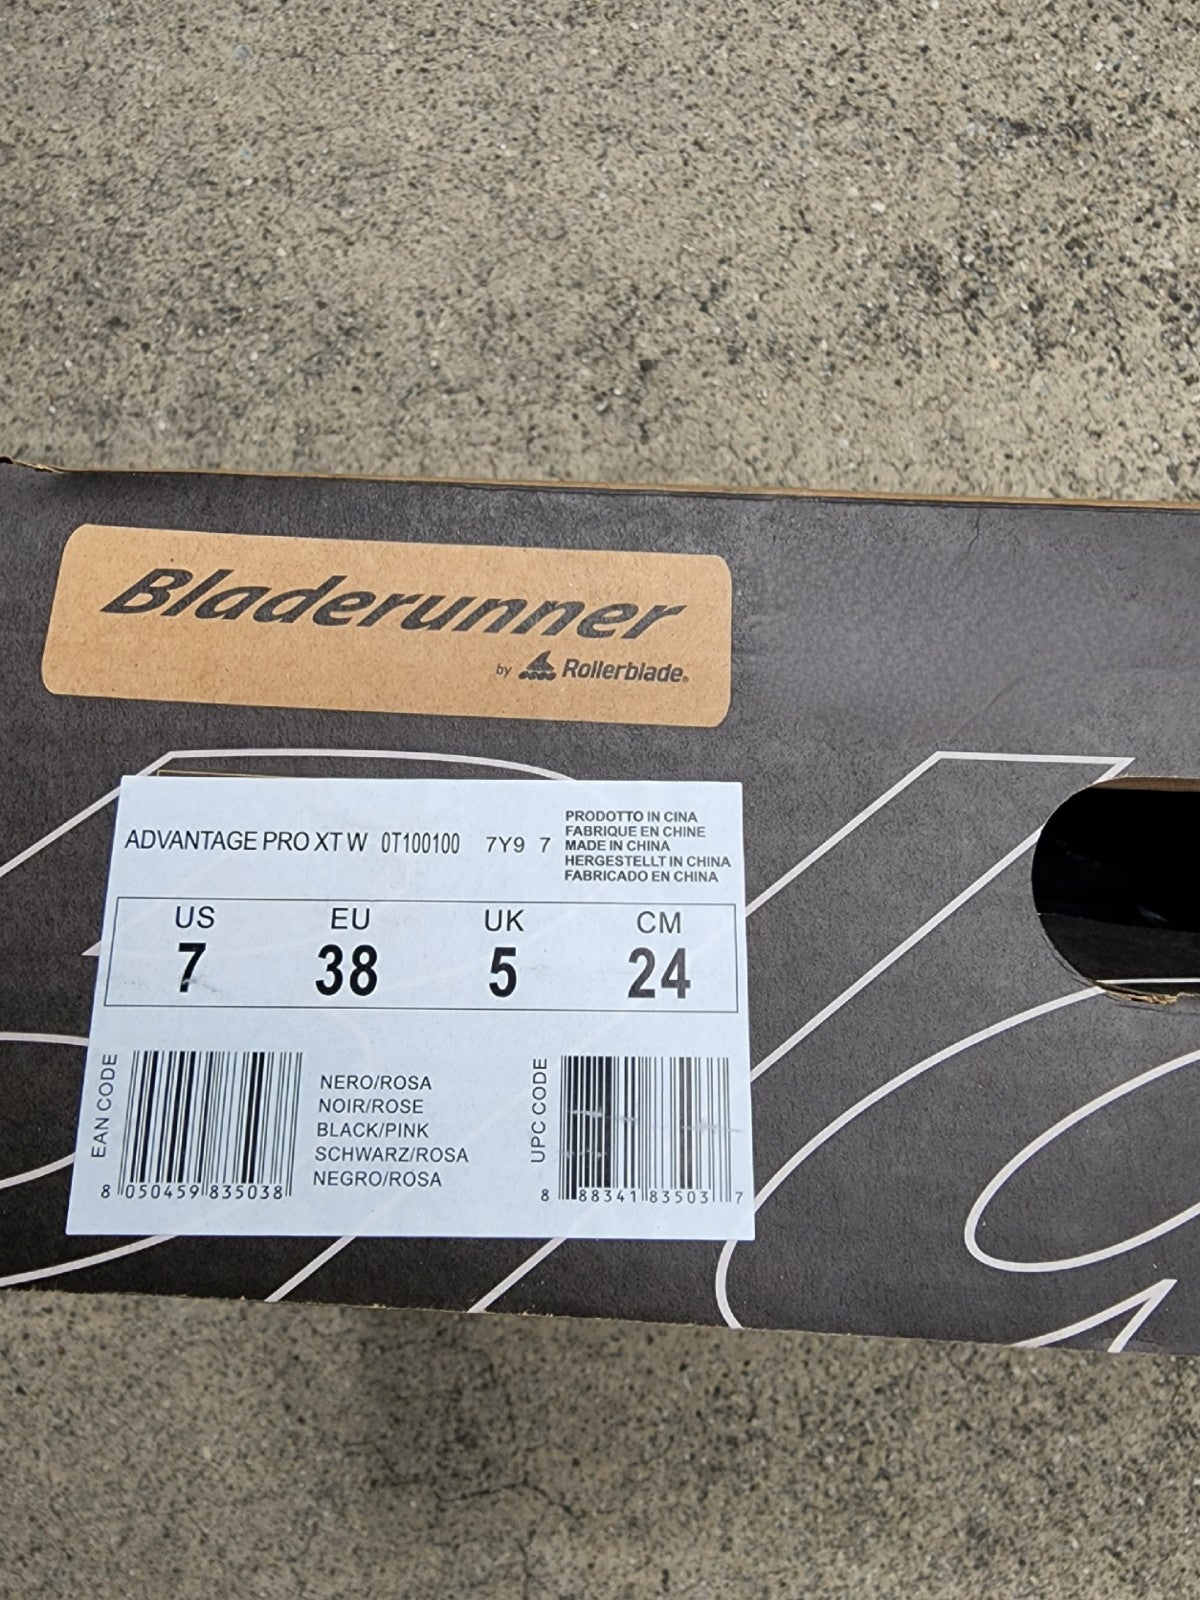 Bladerunner
by Rollerblade®
ADVANTAGE PRO XT W 0T100100 7Y9 7
PRODOTTO IN CINA
FABRIQUE EN CHINE
MADE IN CHINA
HERGESTELLT IN CHINA
FABRICADO EN CHINA
US EU UK CM
7 38 5 24
EAN CODE
8 050459 835038
NERO/ROSA
NOIR/ROSE
BLACK/PINK
SCHWARZ/ROSA
NEGRO/ROSA
UPC CODE
8 88341 83503 7